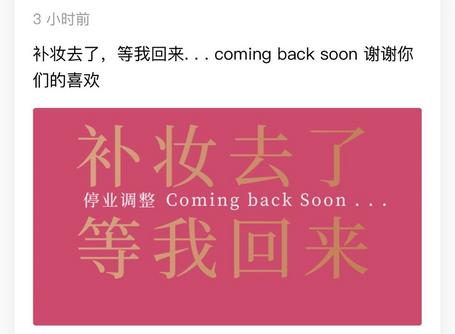 3 小时前
补妆去了，等我回来. . . coming back soon 谢谢你
们的喜欢
补妆去了
停业调整 Coming back Soon . . .
等我回来